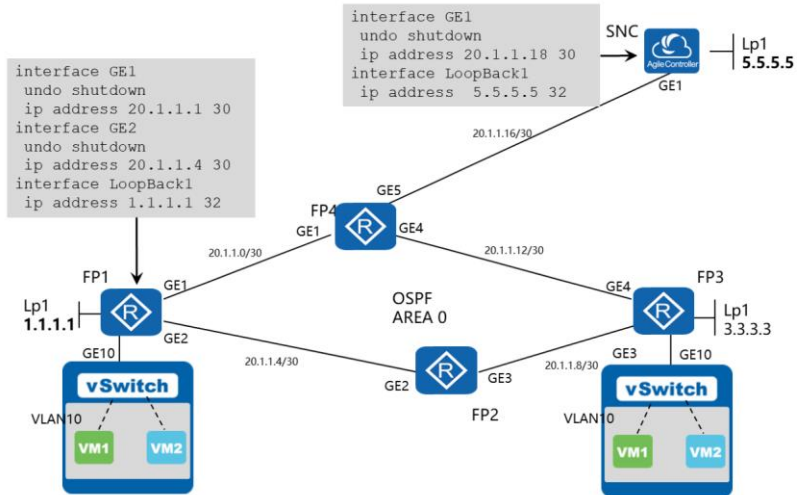 interface GE1
undo shutdown
ip address 20.1.1.18 30
interface LoopBack1
ip address 5.5.5.5 32
SNC
Agile Controller
Lp1
5.5.5.5
GE1
interface GE1
undo shutdown
ip address 20.1.1.1 30
interface GE2
undo shutdown
ip address 20.1.1.4 30
interface LoopBack1
ip address 1.1.1.1 32
20.1.1.16/30
GE5
FP4
R
GE1
GE4
20.1.1.0/30
20.1.1.12/30
FP1
GE1
Lp1
1.1.1.1
R
GE2
GE10
OSPF
AREA 0
GE4
FP3
R
Lp1
3.3.3.3
GE3
GE10
20.1.1.4/30
20.1.1.8/30
GE2
R
GE3
FP2
vSwitch
VLAN10
VM1
VM2
vSwitch
VLAN10
VM1
VM2